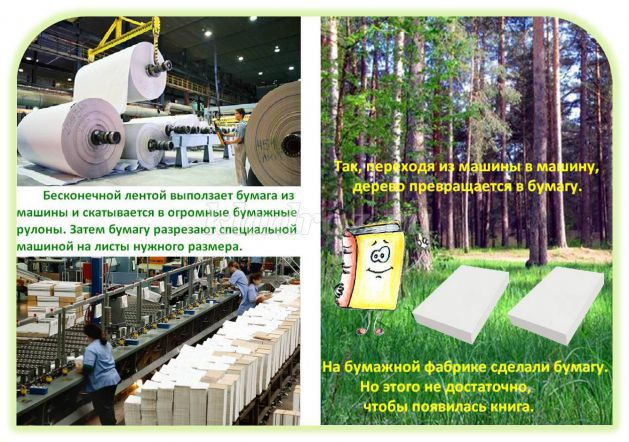 Бесконечной лентой выползает бумага из
машины и скатывается в огромные бумажные
рулоны. Затем бумагу разрезают специальной
машиной на листы нужного размера.
Так, переходя из машины в машину,
дерево превращается в бумагу.
На бумажной фабрике сделали бумагу.
Но этого не достаточно,
чтобы появилась книга.